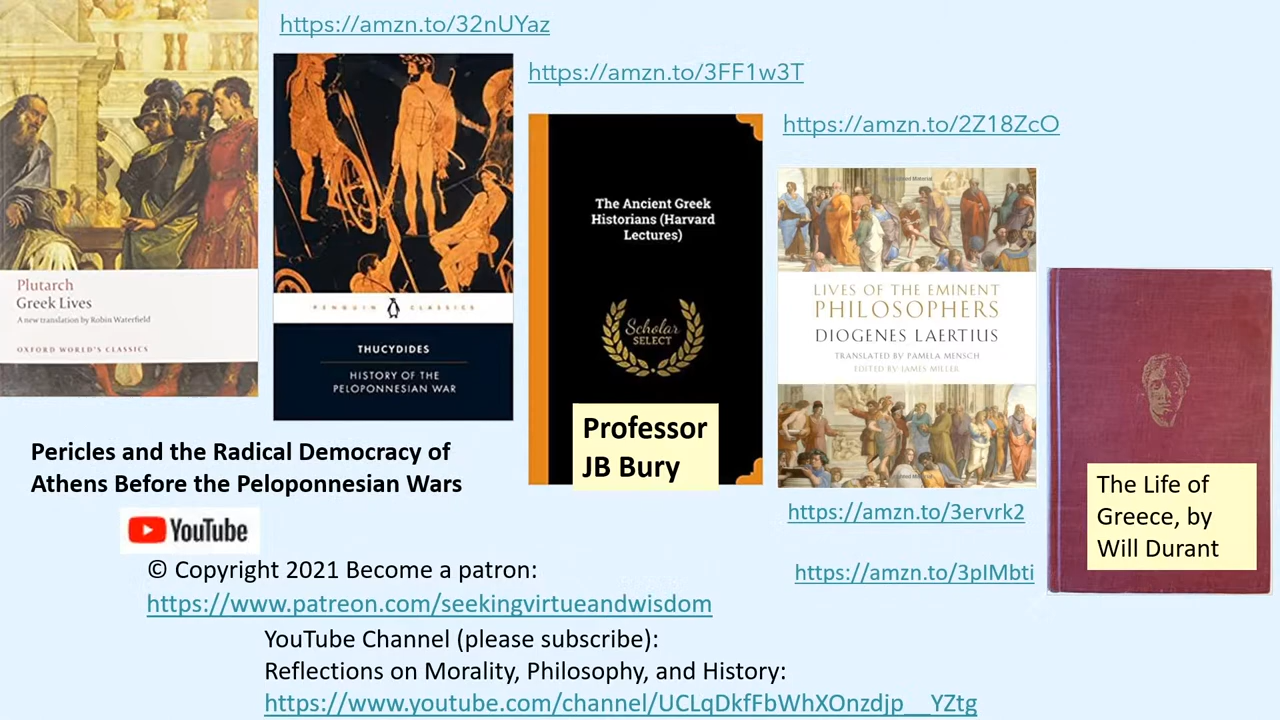 https://amzn.to/32nUYaz
https://amzn.to/3FF1w3T
https://amzn.to/2Z18ZcO
Plutarch
Greek Lives
A new translation by Robin Waterfield
OXFORD WORLD'S CLASSICS
PENGUIN CLASSICS
THUCYDIDES
HISTORY OF THE
PELOPONNESIAN WAR
The Ancient Greek
Historians (Harvard
Lectures)
Scholar
SELECT
Professor
JB Bury
LIVES OF THE EMINENT
PHILOSOPHERS
DIOGENES LAERTIUS
TRANSLATED BY PAMELA MENSCH
EDITED BY JAMES MILLER
The Life of
Greece, by
Will Durant
https://amzn.to/3ervrk2
https://amzn.to/3pIMbti
Pericles and the Radical Democracy of
Athens Before the Peloponnesian Wars
YouTube
© Copyright 2021 Become a patron:
https://www.patreon.com/seekingvirtueandwisdom
YouTube Channel (please subscribe):
Reflections on Morality, Philosophy, and History:
https://www.youtube.com/channel/UCLqDkfFbWhXOnzdjp__YZtg